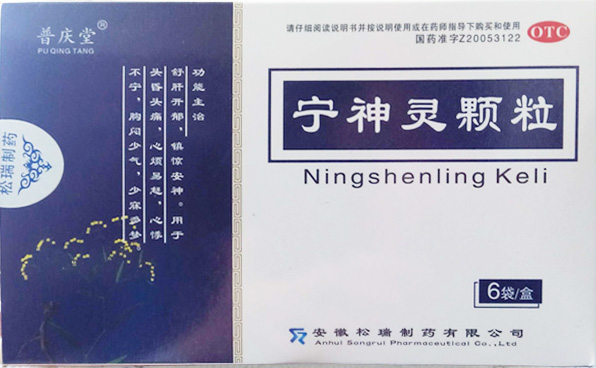 普庆堂®
PU QING TANG
松瑞制药
功能主治
舒肝开郁，镇惊安神。用于
头昏头痛，心烦易怒，心悸
不宁，胸闷少气，少寐多梦
请仔细阅读说明书并按说明使用或在药师指导下购买和使用
国药准字Z20053122
OTC
宁神灵颗粒
Ningshenling Keli
6袋/盒
安徽松瑞制药有限公司
Anhui Songrui Pharmaceutical Co.,Ltd